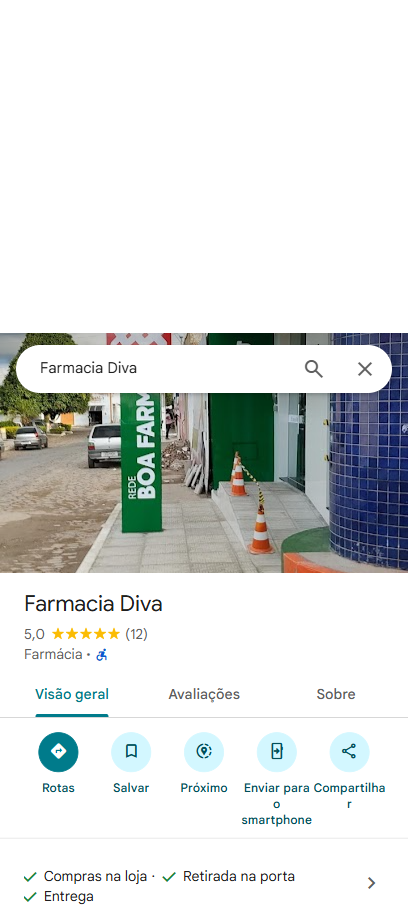 Farmacia Diva
REDE
BOA FARM
Farmacia Diva
5,0 (12)
Farmácia ·
Visão geral Avaliações Sobre
Rotas Salvar Próximo Enviar para o smartphone Compartilhar
Compras na loja · Retirada na porta
Entrega